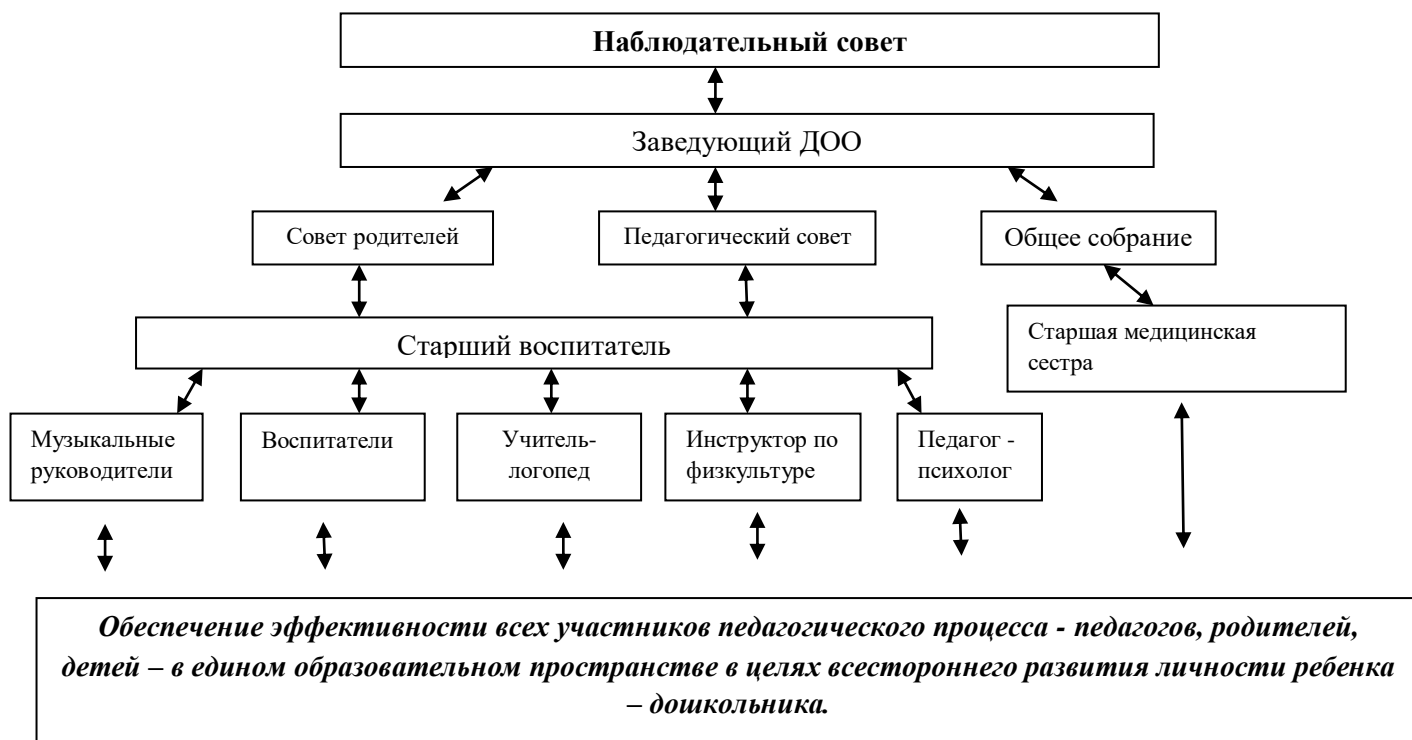 Наблюдательный совет
Заведующий ДОО
Совет родителей
Педагогический совет
Общее собрание
Старший воспитатель
Старшая медицинская
сестра
Музыкальные
руководители
Воспитатели
Учитель-
логопед
Инструктор по
физкультуре
Педагог -
психолог
Обеспечение эффективности всех участников педагогического процесса - педагогов, родителей,
детей – в едином образовательном пространстве в целях всестороннего развития личности ребенка
– дошкольника.